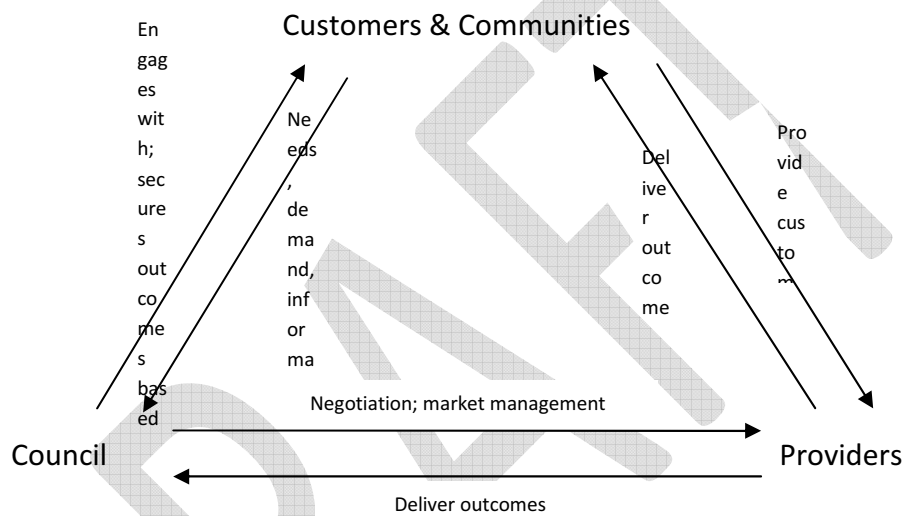 Customers & Communities
En
gag
es
wit
h;
sec
ure
s
out
co
me
s
bas
ed
Ne
eds
,
de
ma
nd,
inf
or
ma
Del
ive
r
out
co
me
Pro
vid
e
cus
to
m
Negotiation; market management
Council
Providers
Deliver outcomes
DRAFT